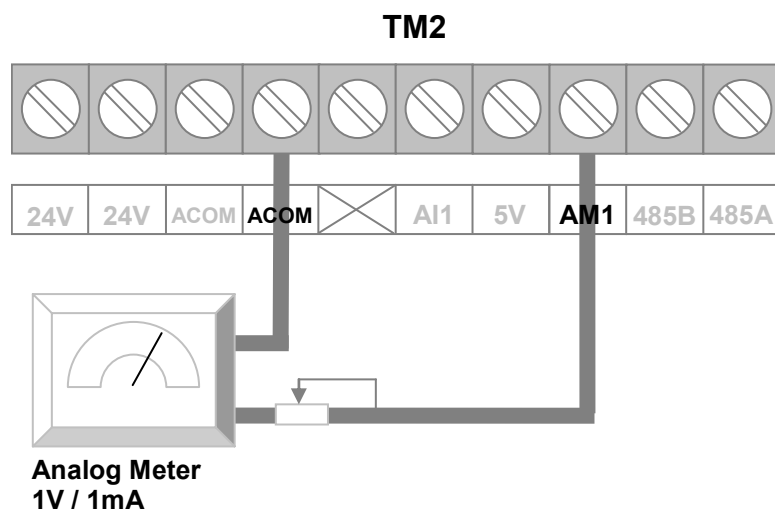 TM2
24V 24V ACOM ACOM AI1 5V AM1 485B 485A
Analog Meter
1V / 1mA